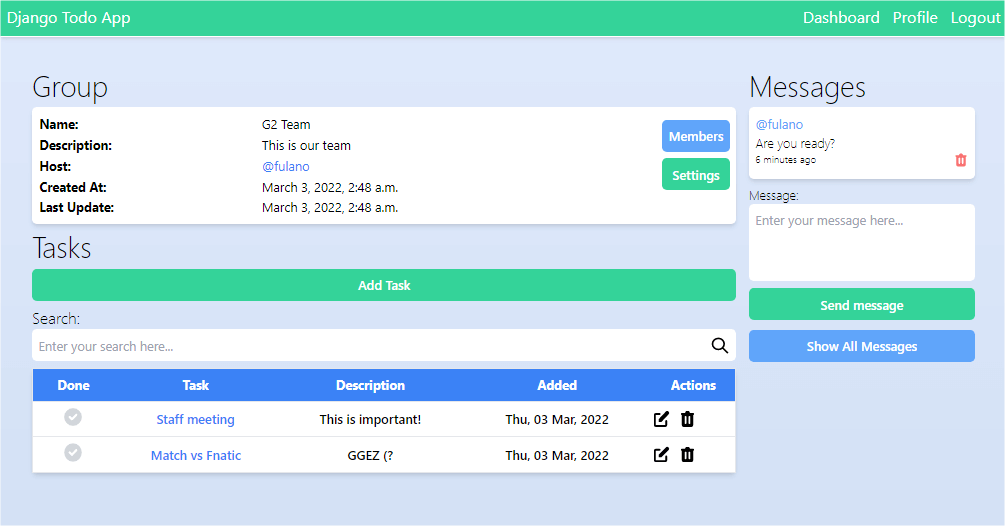 Django Todo App Dashboard Profile Logout
Group
Name: G2 Team
Description: This is our team
Host: @fulano
Created At: March 3, 2022, 2:48 a.m.
Last Update: March 3, 2022, 2:48 a.m.
Members
Settings
Tasks
Add Task
Search:
Enter your search here...
Done Task Description Added Actions
Staff meeting This is important! Thu, 03 Mar, 2022
Match vs Fnatic GGEZ (? Thu, 03 Mar, 2022
Messages
@fulano
Are you ready?
6 minutes ago
Message:
Enter your message here...
Send message
Show All Messages